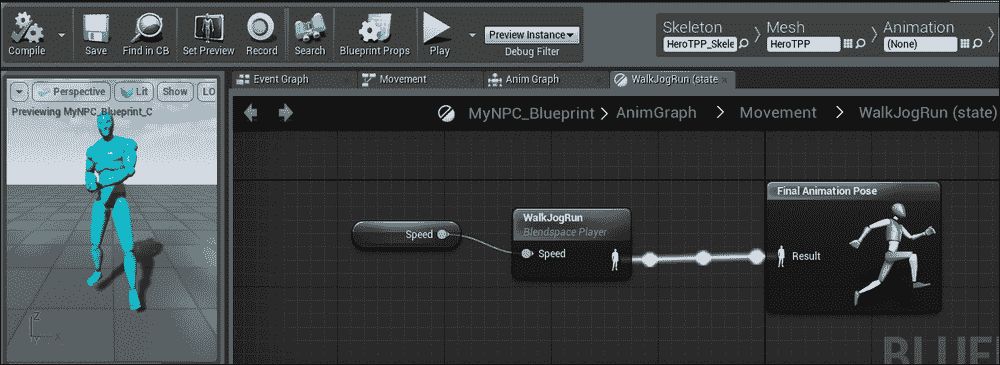 Compile
Save
Find in CB
Set Preview
Record
Search
Blueprint Props
Play
Preview Instance
Debug Filter
Skeleton
HeroTPP_Skele
Mesh
HeroTPP
Animation
(None)
Event Graph
Movement
Anim Graph
WalkJogRun (state
Perspective
Lit
Show
LO
Previewing MyNPC_Blueprint_C
MyNPC_Blueprint > AnimGraph > Movement > WalkJogRun (state)
Speed
WalkJogRun
Blendspace Player
Speed
Final Animation Pose
Result
Z
X
BLUE